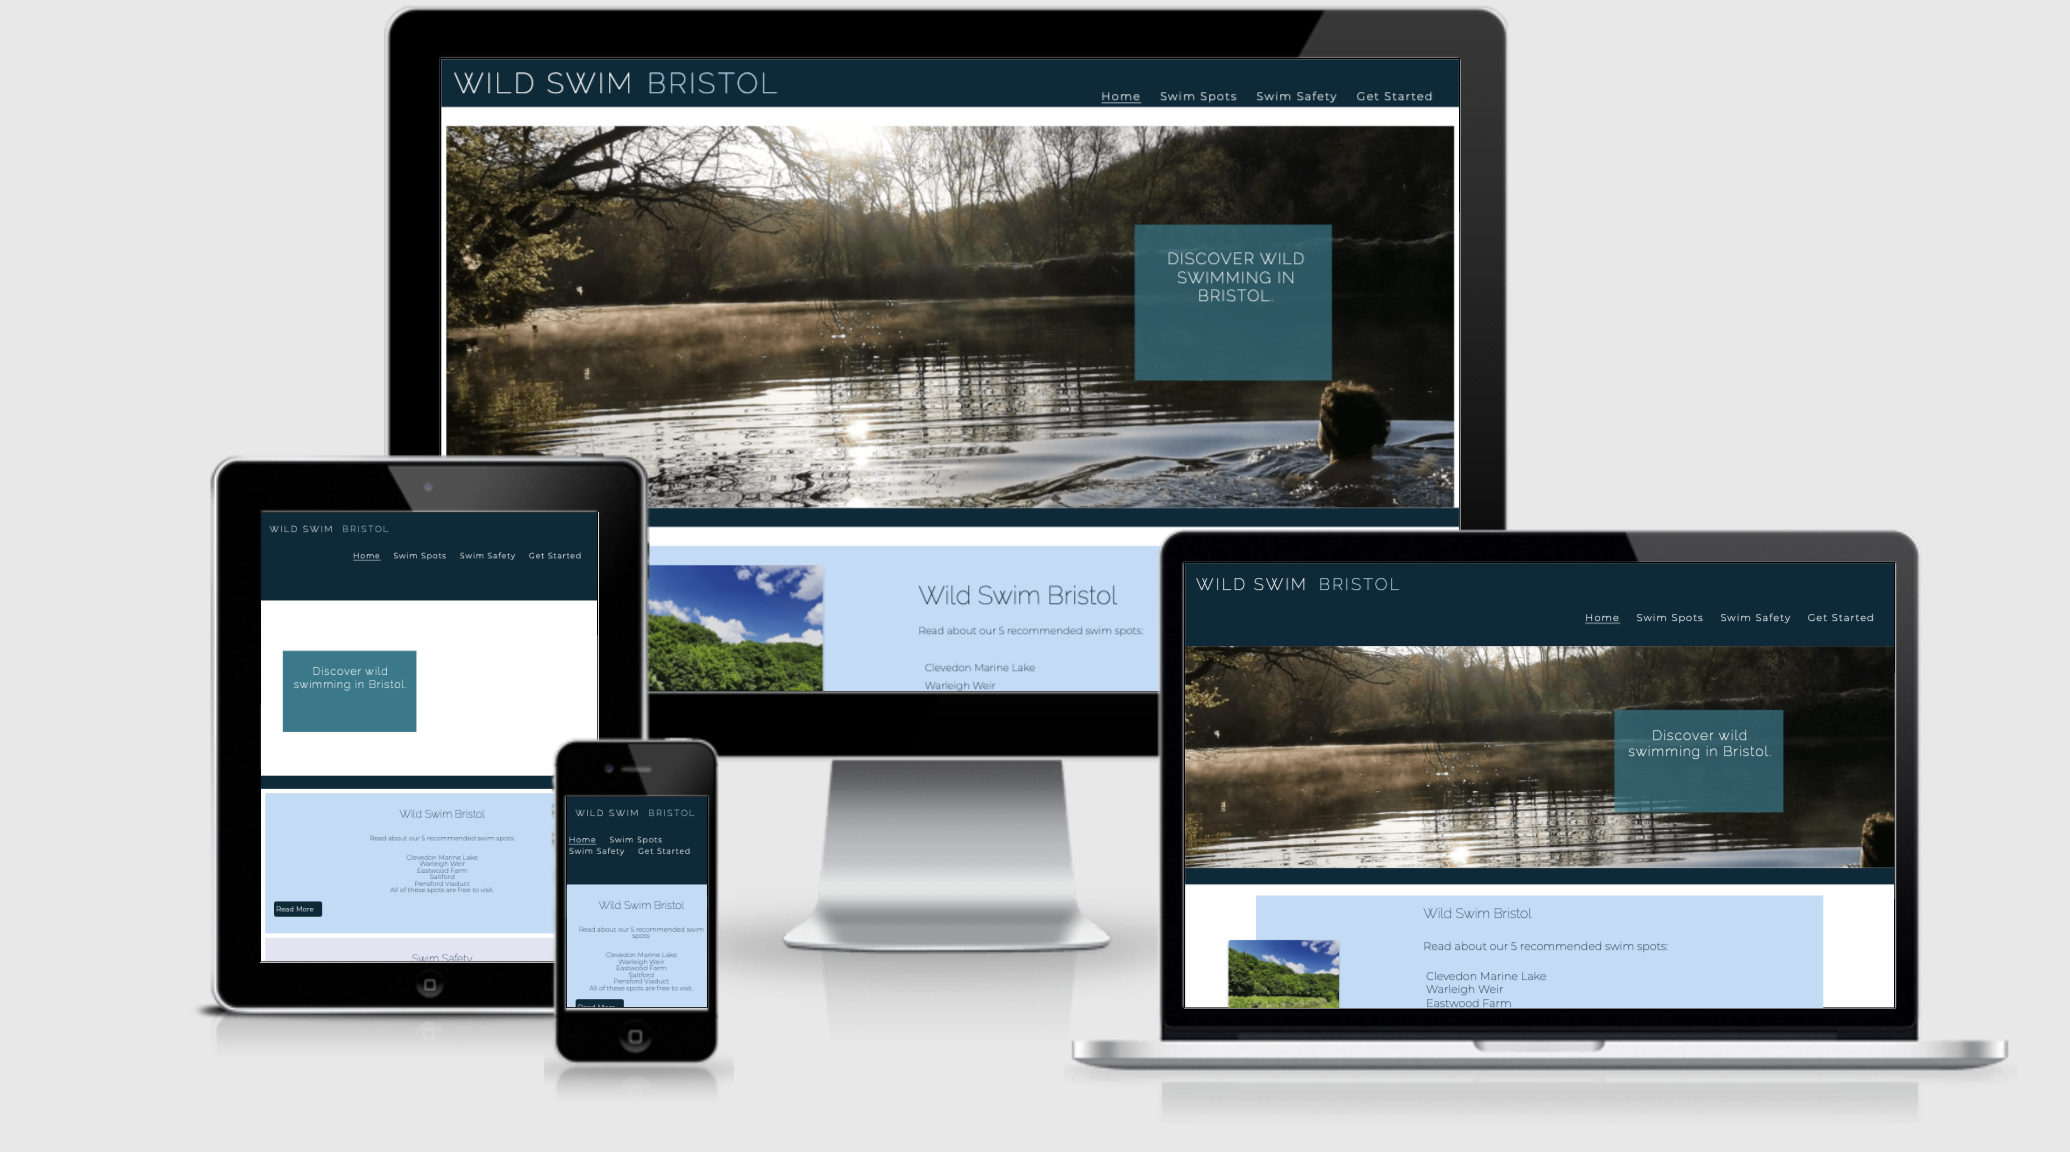 WILD SWIM BRISTOL
Home Swim Spots Swim Safety Get Started
DISCOVER WILD
SWIMMING IN
BRISTOL.
Wild Swim Bristol
Read about our 5 recommended swim spots:
Clevedon Marine Lake
Warleigh Weir
WILD SWIM BRISTOL
Home Swim Spots Swim Safety Get Started
Discover wild
swimming in Bristol.
Wild Swim Bristol
Read about our 5 recommended swim spots:
Clevedon Marine Lake
Warleigh Weir
Eastwood Farm
Saltford
Pensford Viaduct
All of these spots are free to visit.
Read More
Swim Safety
WILD SWIM BRISTOL
Home Swim Spots
Swim Safety Get Started
Wild Swim Bristol
Read about our 5 recommended swim
spots:
Clevedon Marine Lake
Warleigh Weir
Eastwood Farm
Saltford
Pensford Viaduct
All of these spots are free to visit.
Read More
WILD SWIM BRISTOL
Home Swim Spots Swim Safety Get Started
Discover wild
swimming in Bristol.
Wild Swim Bristol
Read about our 5 recommended swim spots:
Clevedon Marine Lake
Warleigh Weir
Eastwood Farm